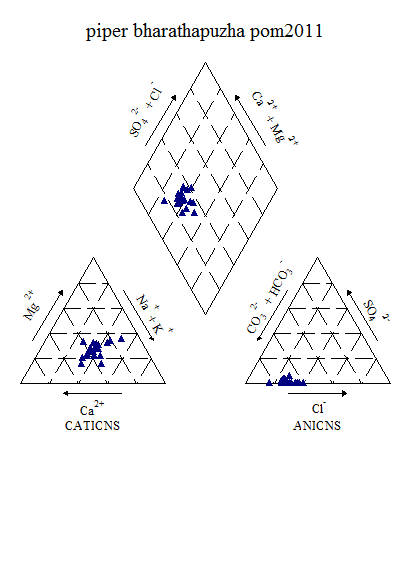 piper bharathapuzha pom2011
SO4 2- + Cl-
Ca 2+ + Mg 2+
Mg 2+
Na + + K +
CO3 2- + HCO3 -
SO4 2-
Ca2+
Cl-
CATICNS
ANICNS